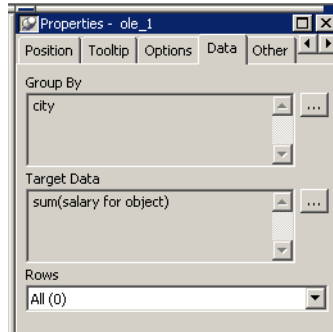 Properties - ole_1
Position Tooltip Options Data Other
Group By
city
...
Target Data
sum(salary for object)
...
Rows
All (0)